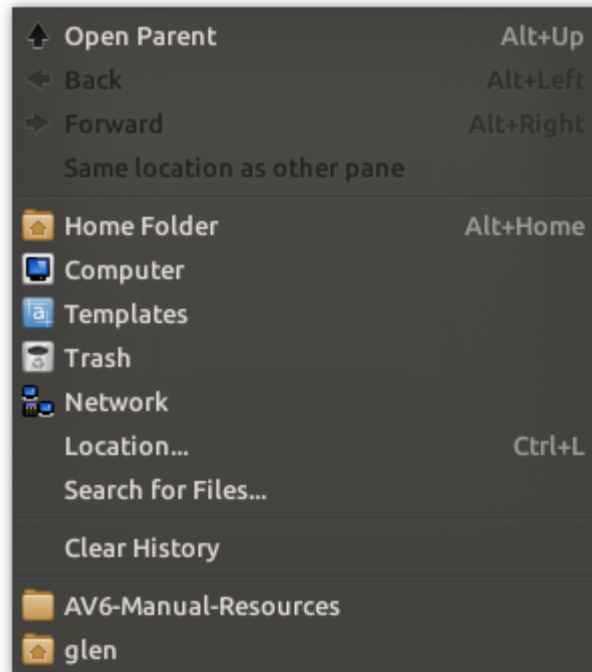 Open Parent Alt+Up
Back Alt+Left
Forward Alt+Right
Same location as other pane
Home Folder Alt+Home
Computer
Templates
Trash
Network
Location... Ctrl+L
Search for Files...
Clear History
AV6-Manual-Resources
glen